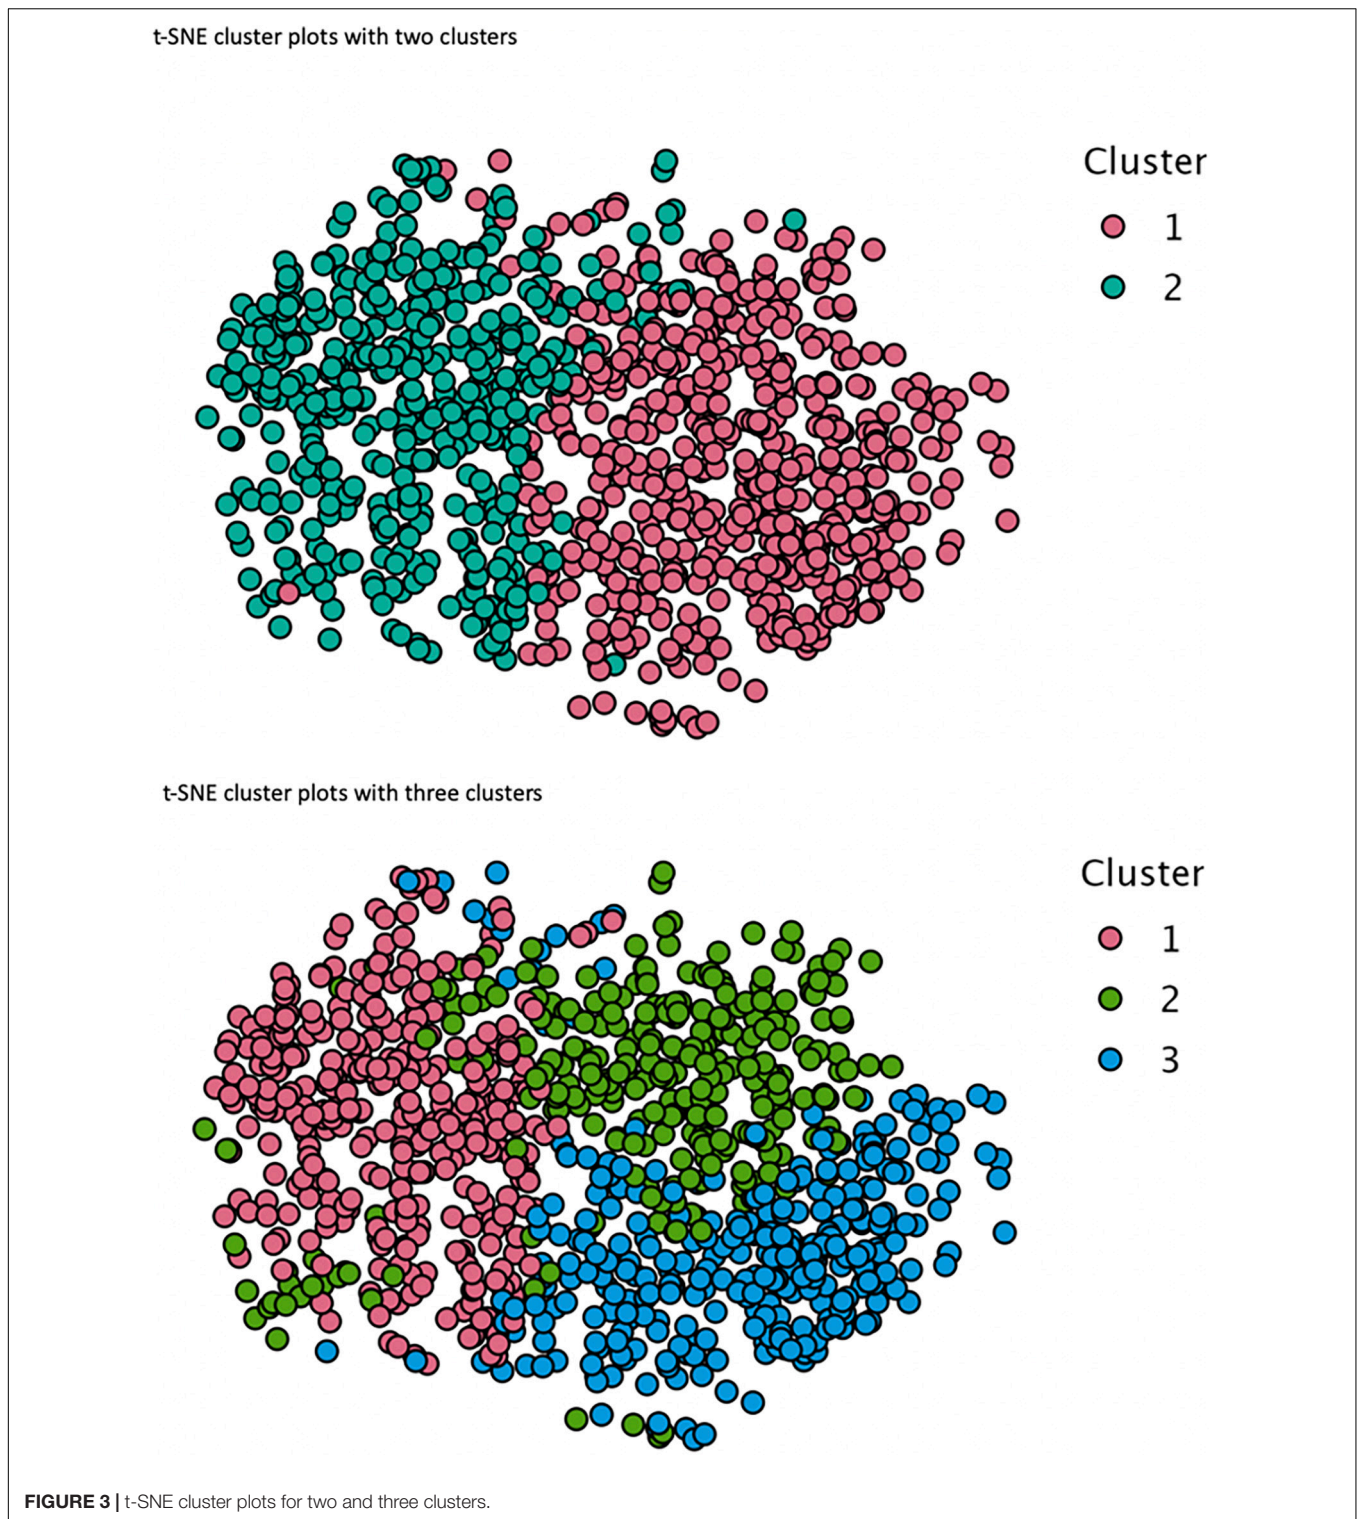 t-SNE cluster plots with two clusters
Cluster
1
2
t-SNE cluster plots with three clusters
Cluster
1
2
3
FIGURE 3 | t-SNE cluster plots for two and three clusters.